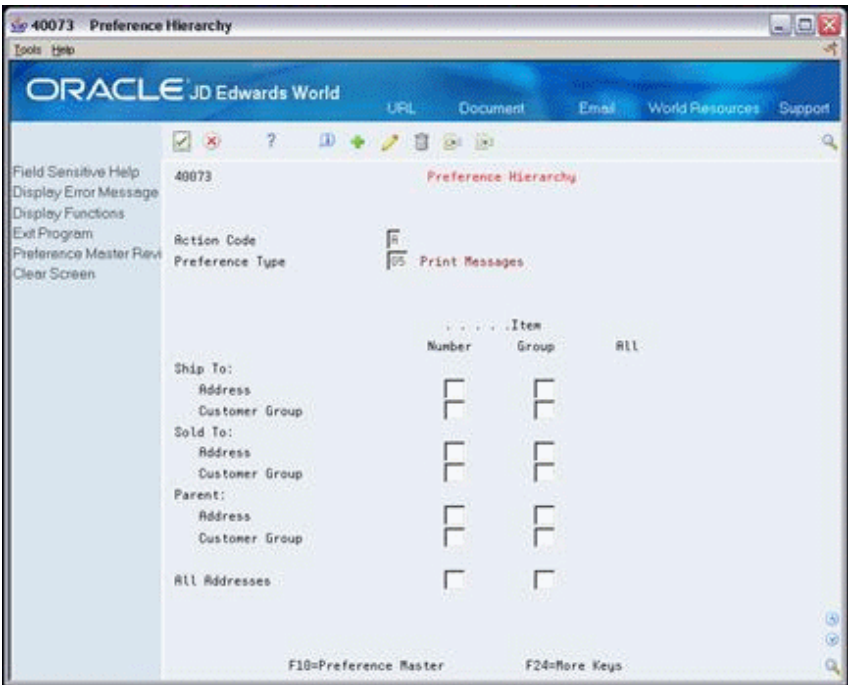 40073 Preference Hierarchy
Tools Help
ORACLE JD Edwards World
URL Document Email World Resources Support
Field Sensitive Help
Display Error Message
Display Functions
Exit Program
Preference Master Revi
Clear Screen
40073 Preference Hierarchy
Action Code A
Preference Type 05 Print Messages
. . . . .Item
Number Group All
Ship To:
Address
Customer Group
Sold To:
Address
Customer Group
Parent:
Address
Customer Group
All Addresses
F10=Preference Master F24=More Keys